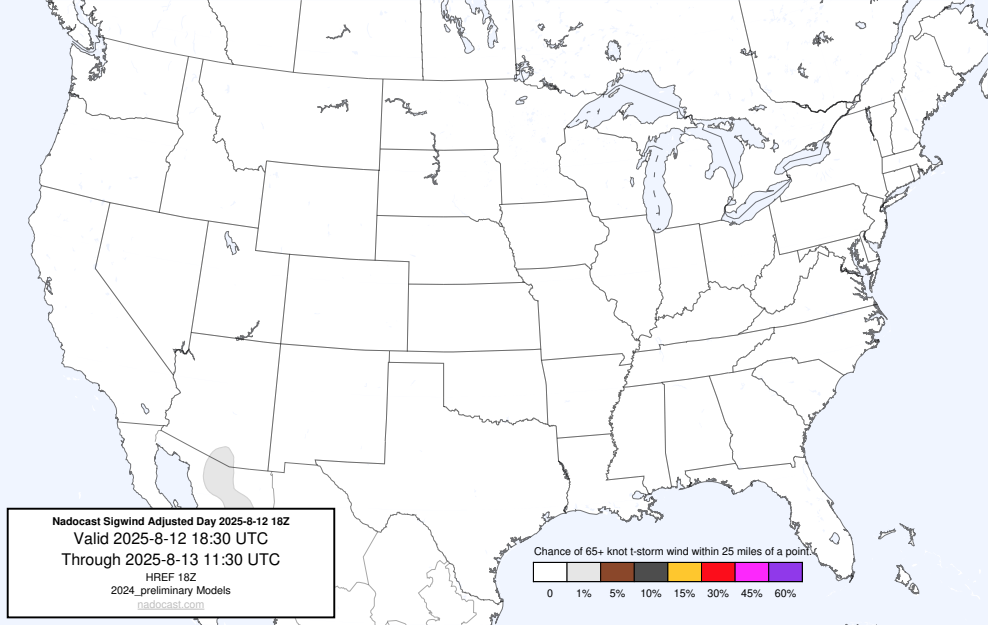 Nadocast Sigwind Adjusted Day 2025-8-12 18Z
Valid 2025-8-12 18:30 UTC
Through 2025-8-13 11:30 UTC
HREF 18Z
2024_preliminary Models
nadocast.com
Chance of 65+ knot t-storm wind within 25 miles of a point.
0 1% 5% 10% 15% 30% 45% 60%